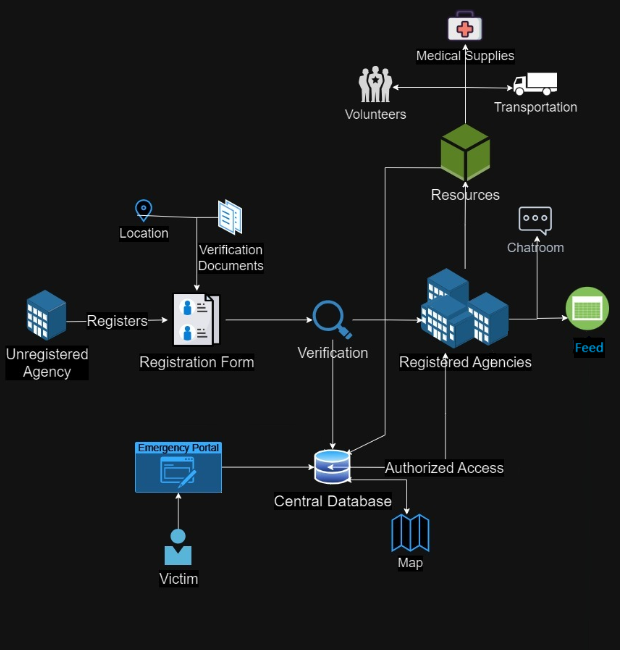 Medical Supplies
Volunteers
Transportation
Resources
Location
Verification
Documents
Chatroom
Registers
Unregistered
Agency
Registration Form
Verification
Registered Agencies
Feed
Emergency Portal
Authorized Access
Central Database
Map
Victim